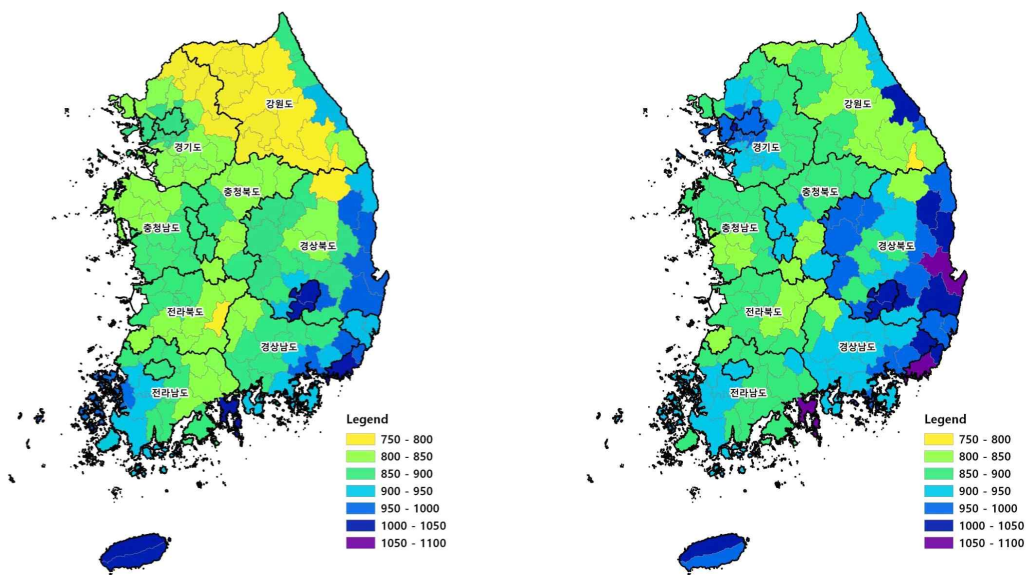 강원도
경기도
충청북도
충청남도
경상북도
전라북도
경상남도
전라남도
Legend
750 - 800
800 - 850
850 - 900
900 - 950
950 - 1000
1000 - 1050
1050 - 1100
강원도
경기도
충청북도
충청남도
경상북도
전라북도
경상남도
전라남도
Legend
750 - 800
800 - 850
850 - 900
900 - 950
950 - 1000
1000 - 1050
1050 - 1100